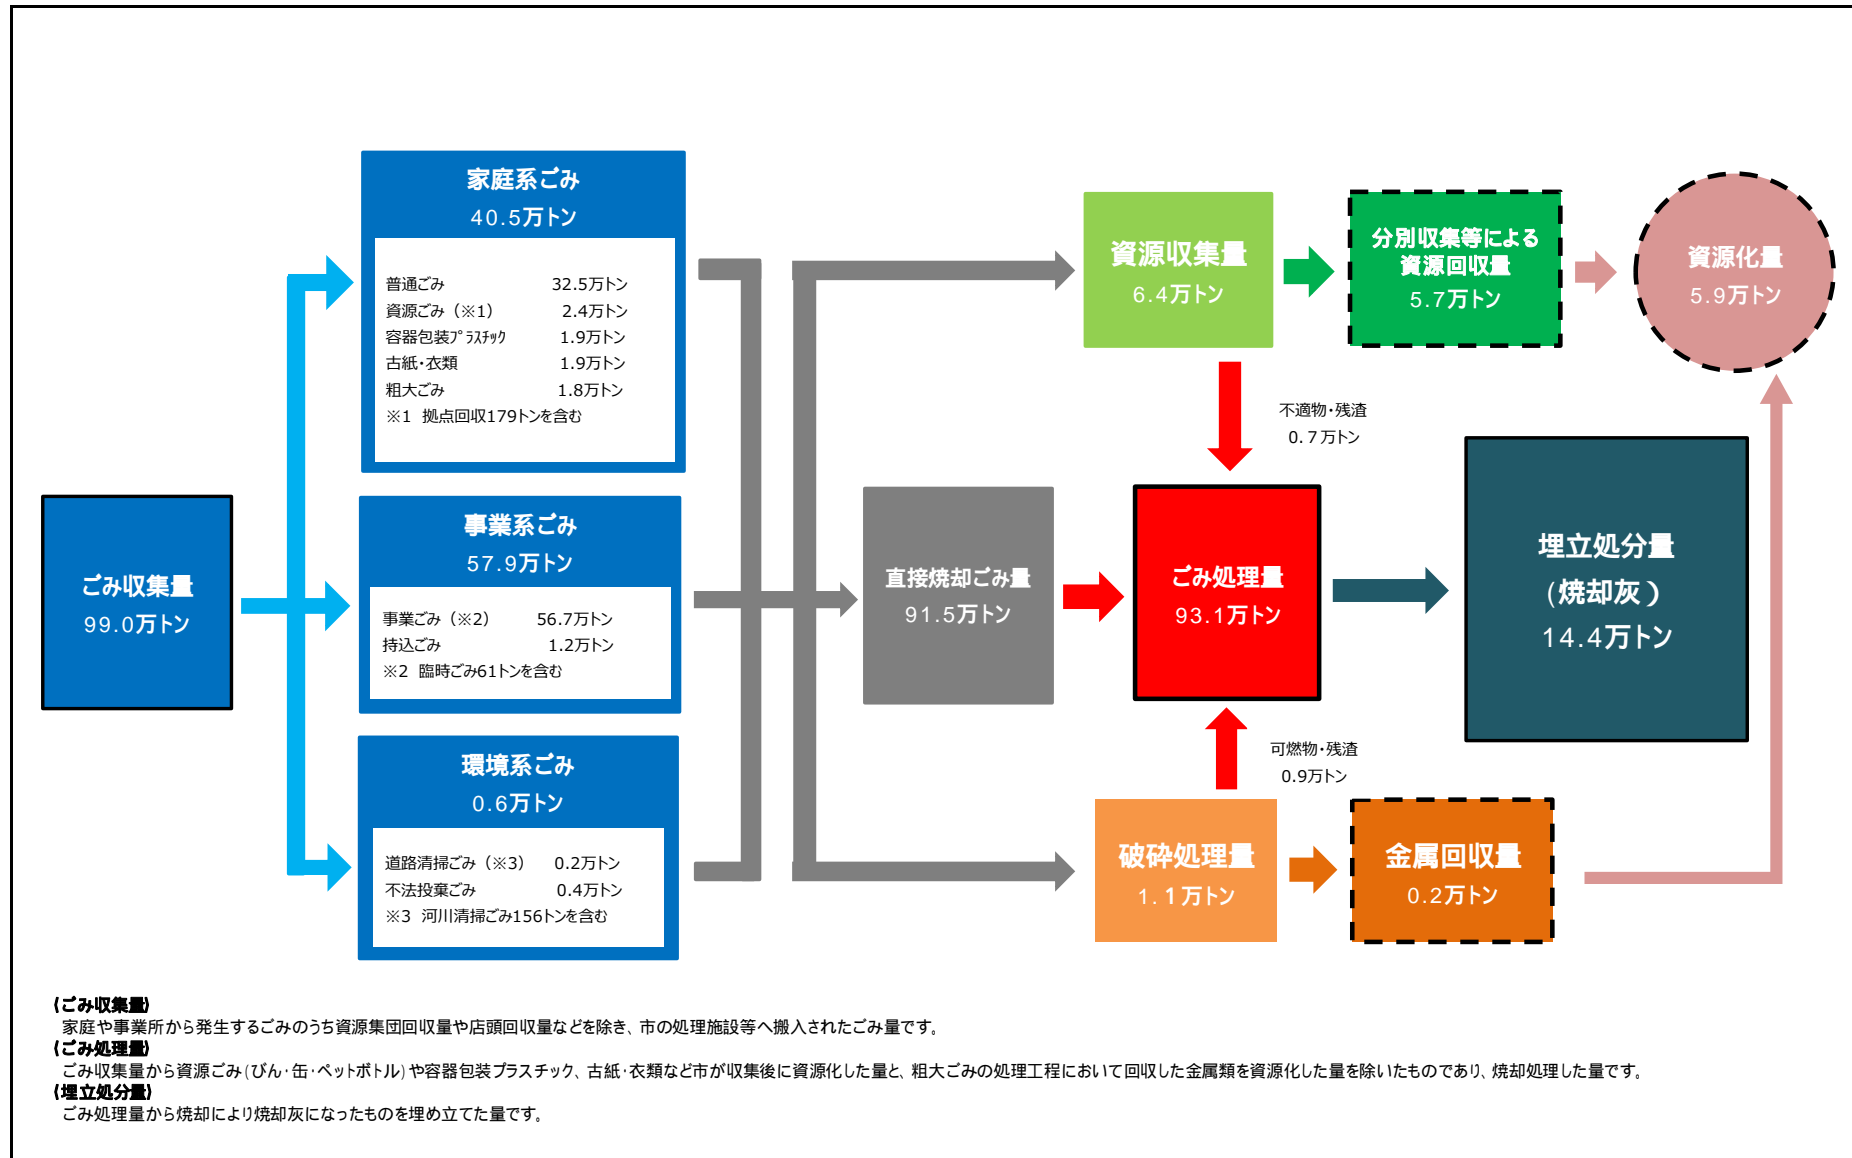 家庭系ごみ
40.5万トン
普通ごみ 32.5万トン
資源ごみ（※1） 2.4万トン
容器包装ﾌﾟﾗｽﾁｯｸ 1.9万トン
古紙・衣類 1.9万トン
粗大ごみ 1.8万トン
※1 拠点回収179トンを含む
ごみ収集量
99.0万トン
事業系ごみ
57.9万トン
事業ごみ（※2） 56.7万トン
持込ごみ 1.2万トン
※2 臨時ごみ61トンを含む
環境系ごみ
0.6万トン
道路清掃ごみ（※3） 0.2万トン
不法投棄ごみ 0.4万トン
※3 河川清掃ごみ156トンを含む
資源収集量
6.4万トン
分別収集等による
資源回収量
5.7万トン
資源化量
5.9万トン
不適物・残渣
0.7万トン
直接焼却ごみ量
91.5万トン
ごみ処理量
93.1万トン
埋立処分量
(焼却灰)
14.4万トン
可燃物・残渣
0.9万トン
破砕処理量
1.1万トン
金属回収量
0.2万トン
(ごみ収集量)
家庭や事業所から発生するごみのうち資源集団回収量や店頭回収量などを除き、市の処理施設等へ搬入されたごみ量です。
(ごみ処理量)
ごみ収集量から資源ごみ(びん・缶・ペットボトル)や容器包装プラスチック、古紙・衣類など市が収集後に資源化した量と、粗大ごみの処理工程において回収した金属類を資源化した量を除いたものであり、焼却処理した量です。
(埋立処分量)
ごみ処理量から焼却により焼却灰になったものを埋め立てた量です。